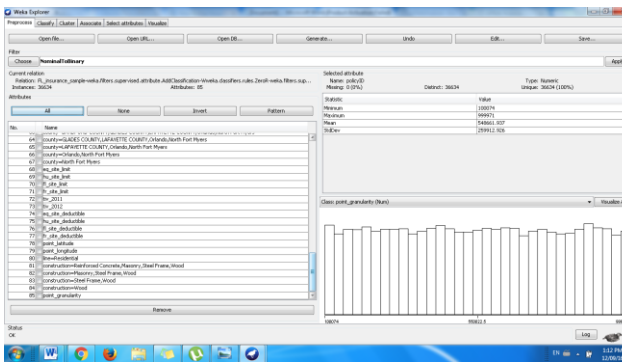 Weka Explorer
Preprocess Classify Cluster Associate Select attributes Visualize
Open file... Open URL... Open DB... Generate... Undo Edit... Save...
Filter
Choose NominalToBinary
Current relation
Relation: FL_insurance_sample-weka.filters.supervised.attribute.AddClassification-Wweka.classifiers.rules.ZeroR-weka.filters.sup...
Instances: 36634 Attributes: 85
Attributes
All None Invert Pattern
No. Name
64 county=GLADES COUNTY,LAFAYETTE COUNTY,Orlando,North Fort Myers
65 county=LAFAYETTE COUNTY,Orlando,North Fort Myers
66 county=Orlando,North Fort Myers
67 county=North Fort Myers
68 eq_site_limit
69 hu_site_limit
70 fl_site_limit
71 fr_site_limit
72 tiv_2011
73 tiv_2012
74 eq_site_deductible
75 hu_site_deductible
76 fl_site_deductible
77 fr_site_deductible
78 point_latitude
79 point_longitude
80 line=Residential
81 construction=Reinforced Concrete,Masonry,Steel Frame,Wood
82 construction=Masonry,Steel Frame,Wood
83 construction=Steel Frame,Wood
84 construction=Wood
85 point_granularity
Remove
Status
OK
Selected attribute
Name: policyID Type: Numeric
Missing: 0 (0%) Distinct: 36634 Unique: 36634 (100%)
Statistic Value
Minimum 100074
Maximum 999971
Mean
StdDev 259912.926
Class: point_granularity (Num) Visualize
100074
Log
EN 3:12 PM